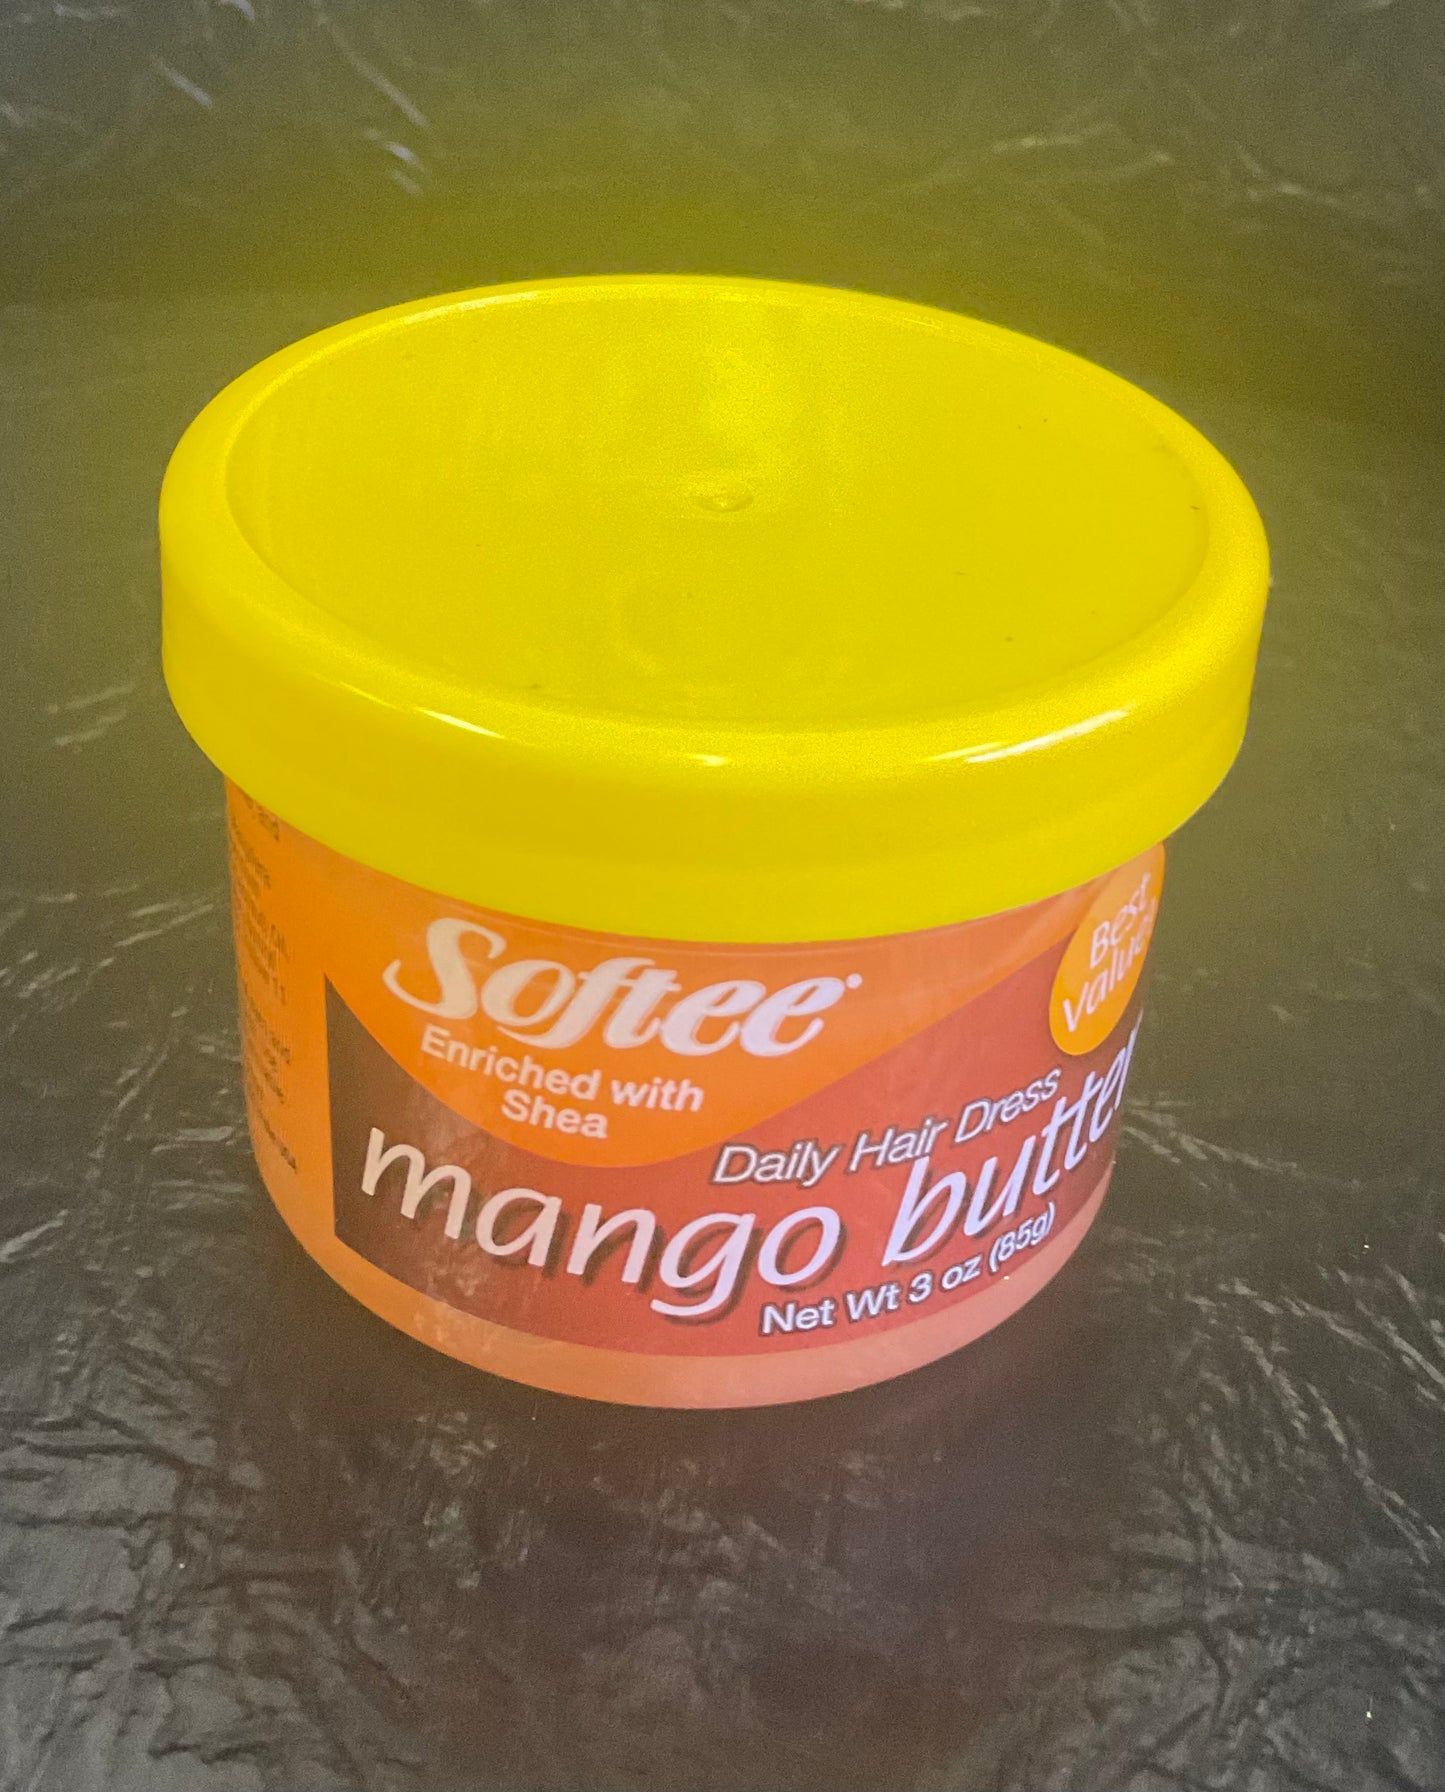 Softee
Enriched with
Shea
Best
Value!
Daily Hair Dress
mango butter
Net Wt 3 oz (85g)